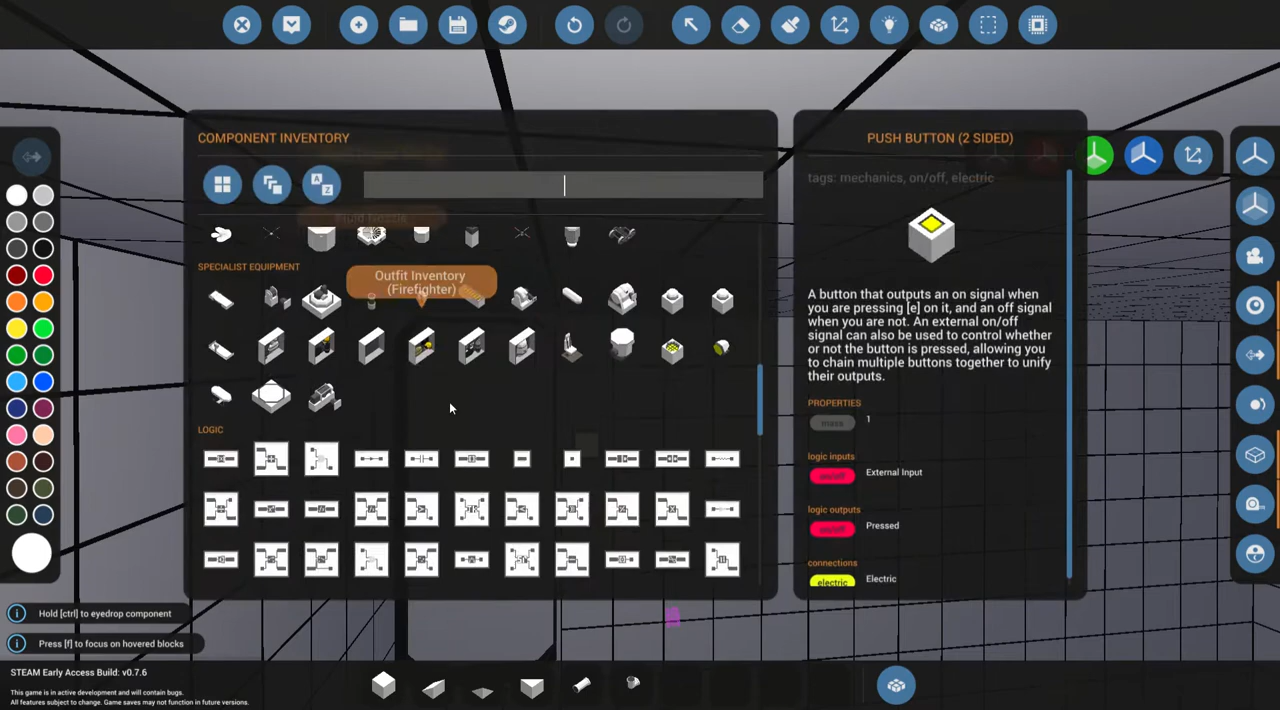 COMPONENT INVENTORY
A
Z
Fluid Nozzle
SPECIALIST EQUIPMENT
Outfit Inventory
(Firefighter)
LOGIC
PUSH BUTTON (2 SIDED)
tags: mechanics, on/off, electric
A button that outputs an on signal when
you are pressing [e] on it, and an off signal
when you are not. An external on/off
signal can also be used to control whether
or not the button is pressed, allowing you
to chain multiple buttons together to unify
their outputs.
PROPERTIES
mass 1
logic inputs
on/off External Input
logic outputs
on/off Pressed
connections
electric Electric
Hold [ctrl] to eyedrop component
Press [f] to focus on hovered blocks
STEAM Early Access Build: v0.7.6
This game is in active development and will contain bugs.
All features subject to change. Game saves may not function in future versions.